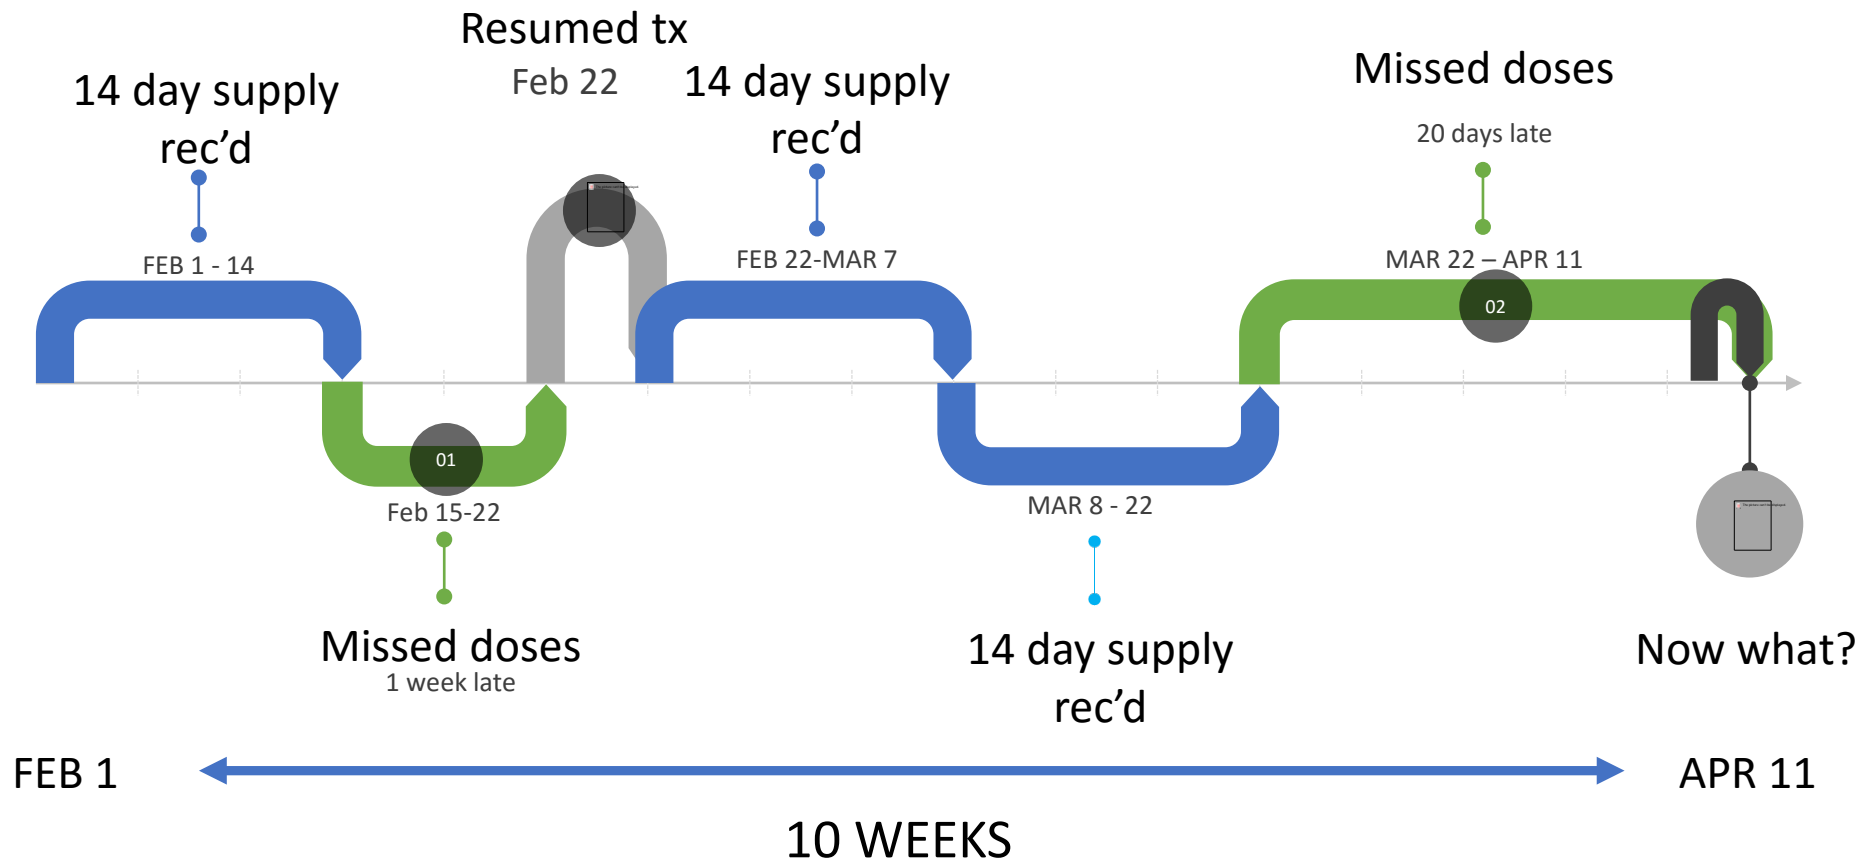 Resumed tx
Feb 22
14 day supply
rec'd
14 day supply
rec'd
Missed doses
20 days late
FEB 1 - 14
FEB 22-MAR 7
MAR 22 – APR 11
02
01
Feb 15-22
MAR 8 - 22
Missed doses
1 week late
14 day supply
rec'd
Now what?
FEB 1
APR 11
10 WEEKS